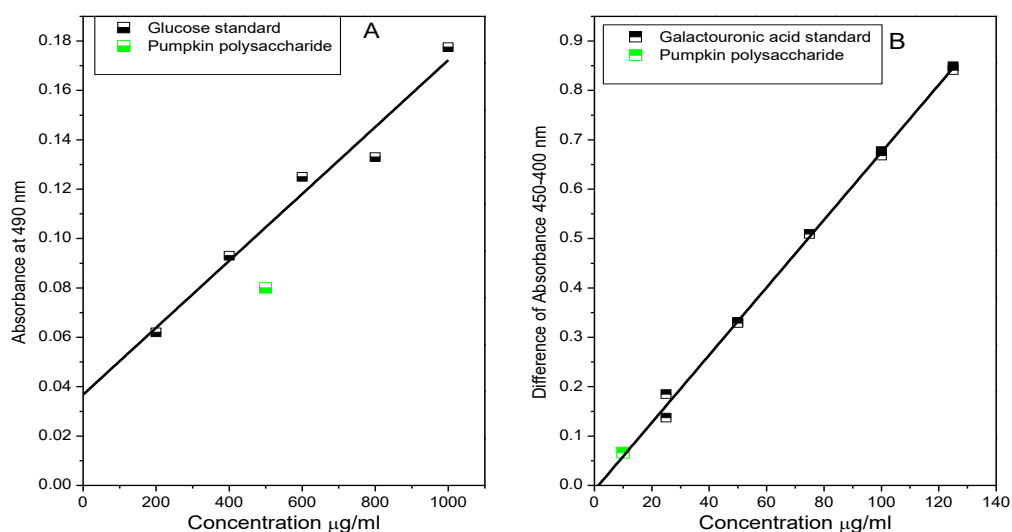 A
Glucose standard
Pumpkin polysaccharide
0.18
0.16
0.14
0.12
0.10
0.08
0.06
0.04
0.02
0.00
Absorbance at 490 nm
0 200 400 600 800 1000
Concentration μg/ml
B
Galactouronic acid standard
Pumpkin polysaccharide
0.9
0.8
0.7
0.6
0.5
0.4
0.3
0.2
0.1
0.0
Difference of Absorbance 450-400 nm
0 20 40 60 80 100 120 140
Concentration μg/ml